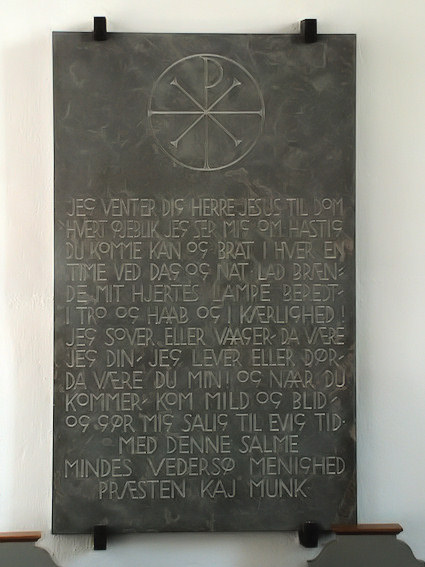 JEG VENTER DIG HERRE JESUS TIL DOM
HVERT ØJEBLIK JEG SER MIG OM. HASTIG
DU KOMME KAN OG BRAT I HVER EN
TIME VED DAG OG NAT LAD BRÆN-
DE MIT HJERTES LAMPE BEREDT-
I TRO OG HAAB OG I KÆRLIGHED!
JEG SOVER ELLER VAAGER- DA VÆRE
JEG DIN- JEG LEVER ELLER DØR-
DA VÆRE DU MIN! OG NAAR DU
KOMMER- KOM MILD OG BLID-
OG GØR MIG SALIG TIL EVIG TID-
MED DENNE SALME
MINDES VEDERSØ MENIGHED
PRÆSTEN KAJ MUNK